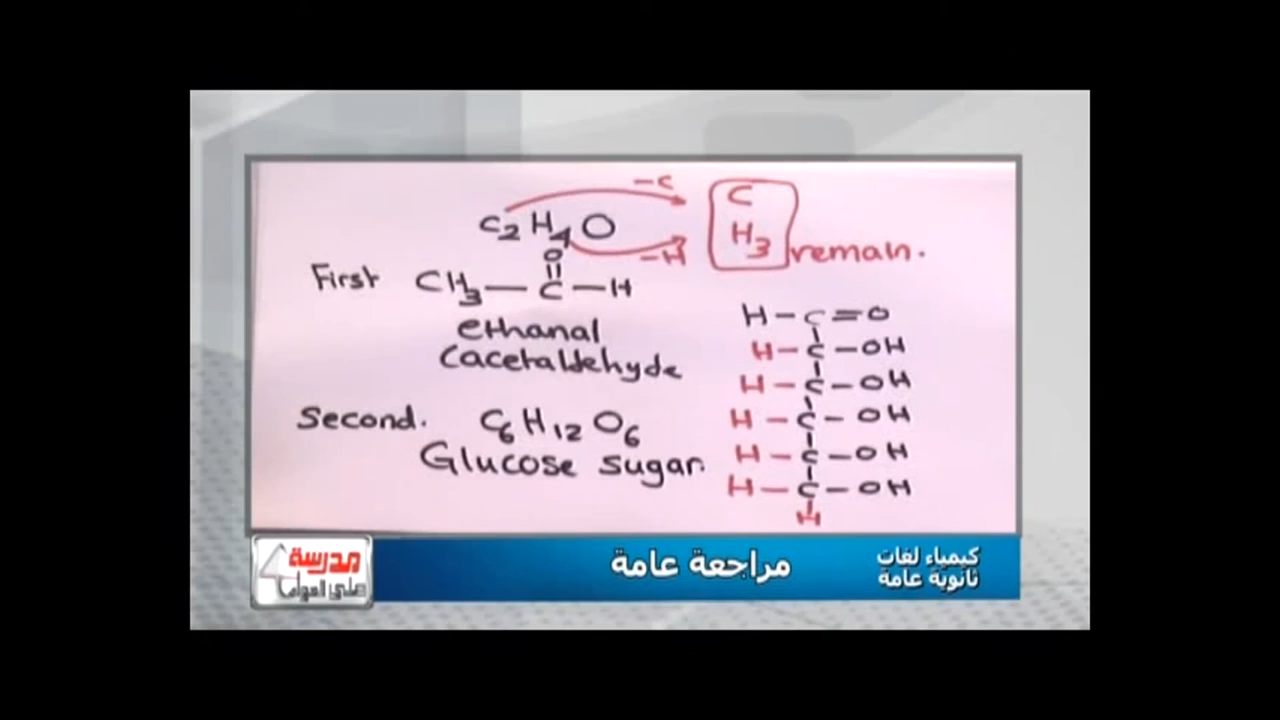 C2H4O
-C
-H
C
H3 remain.
First CH3-C-H
O
ethanal
(acetaldehyde
Second. C6H12O6
Glucose sugar.
H-C=O
H-C-OH
H-C-OH
H-C-OH
H-C-OH
H-C-OH
H
مدرسة
على الهواء
مراجعة عامة
كيمياء لغات
ثانوية عامة